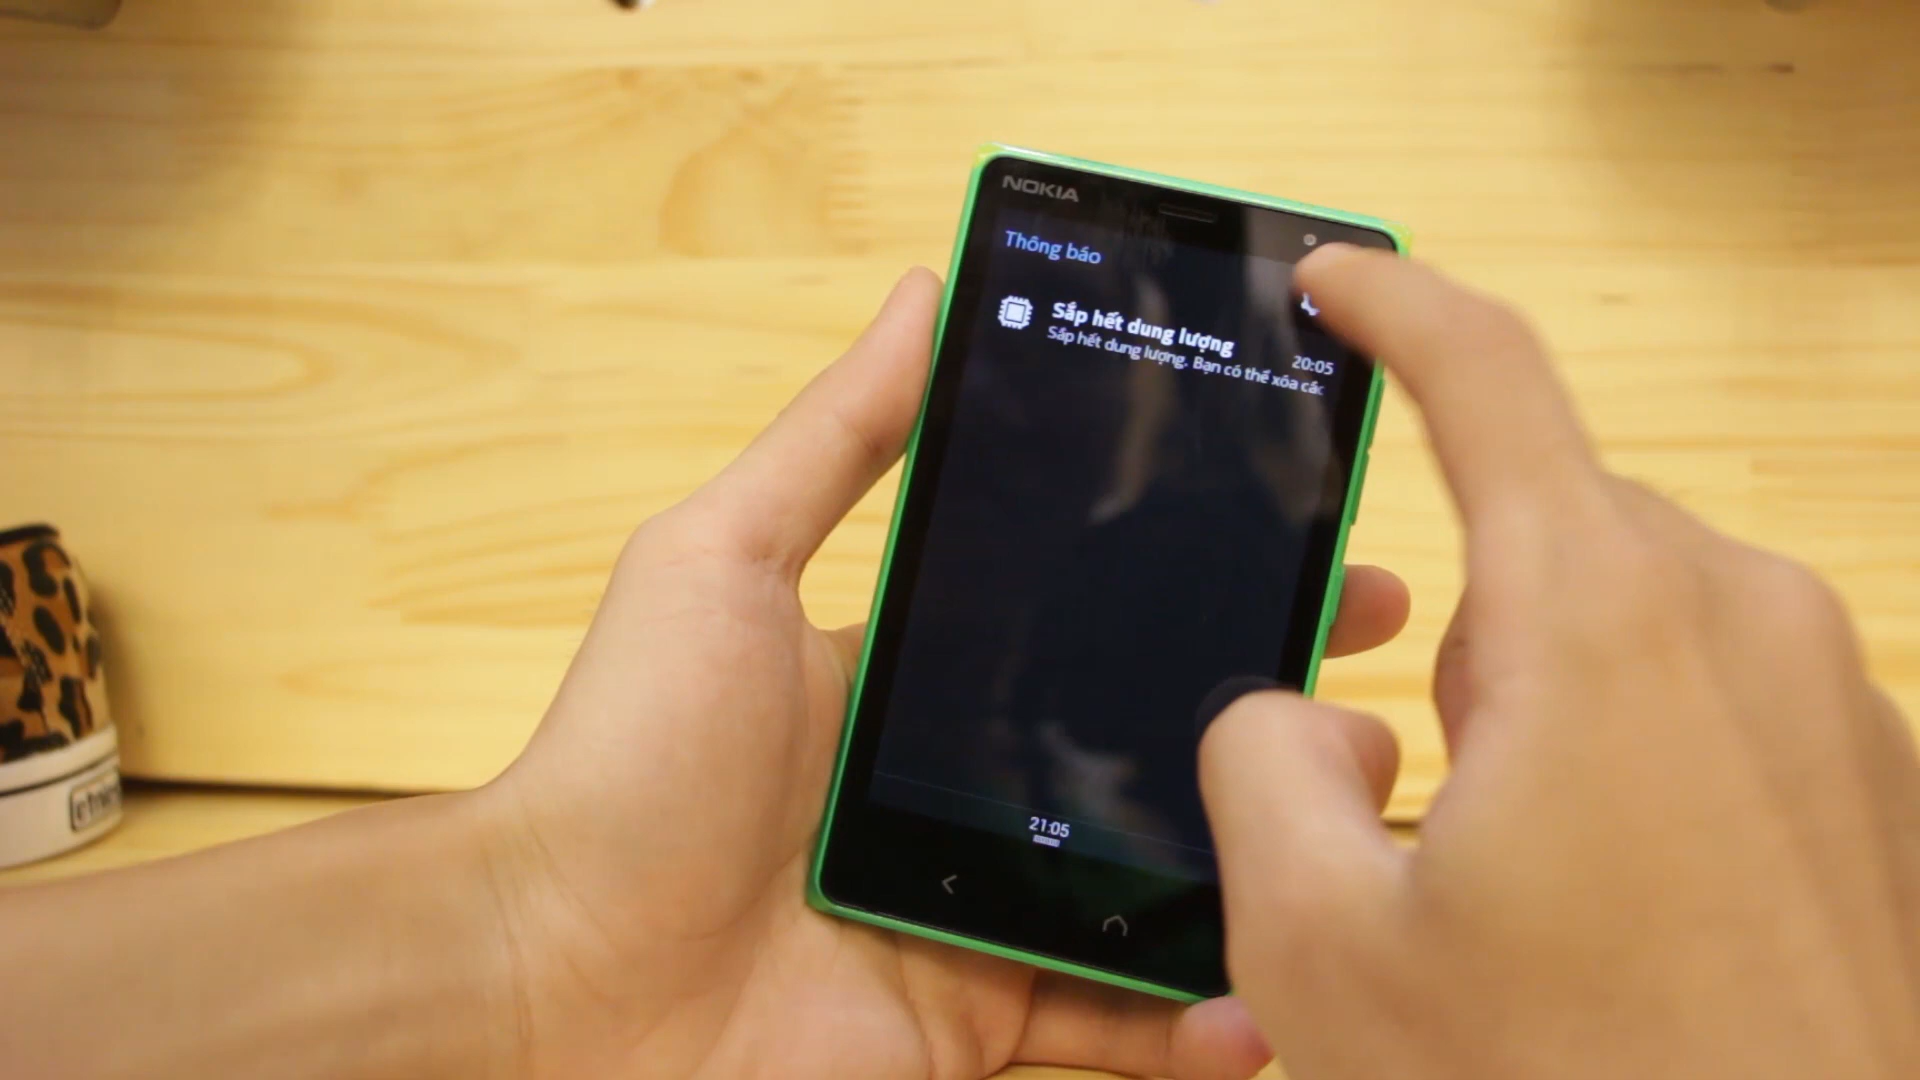 NOKIA
Thông báo
Sắp hết dung lượng
20:05
Sắp hết dung lượng. Bạn có thể xóa các
21:05